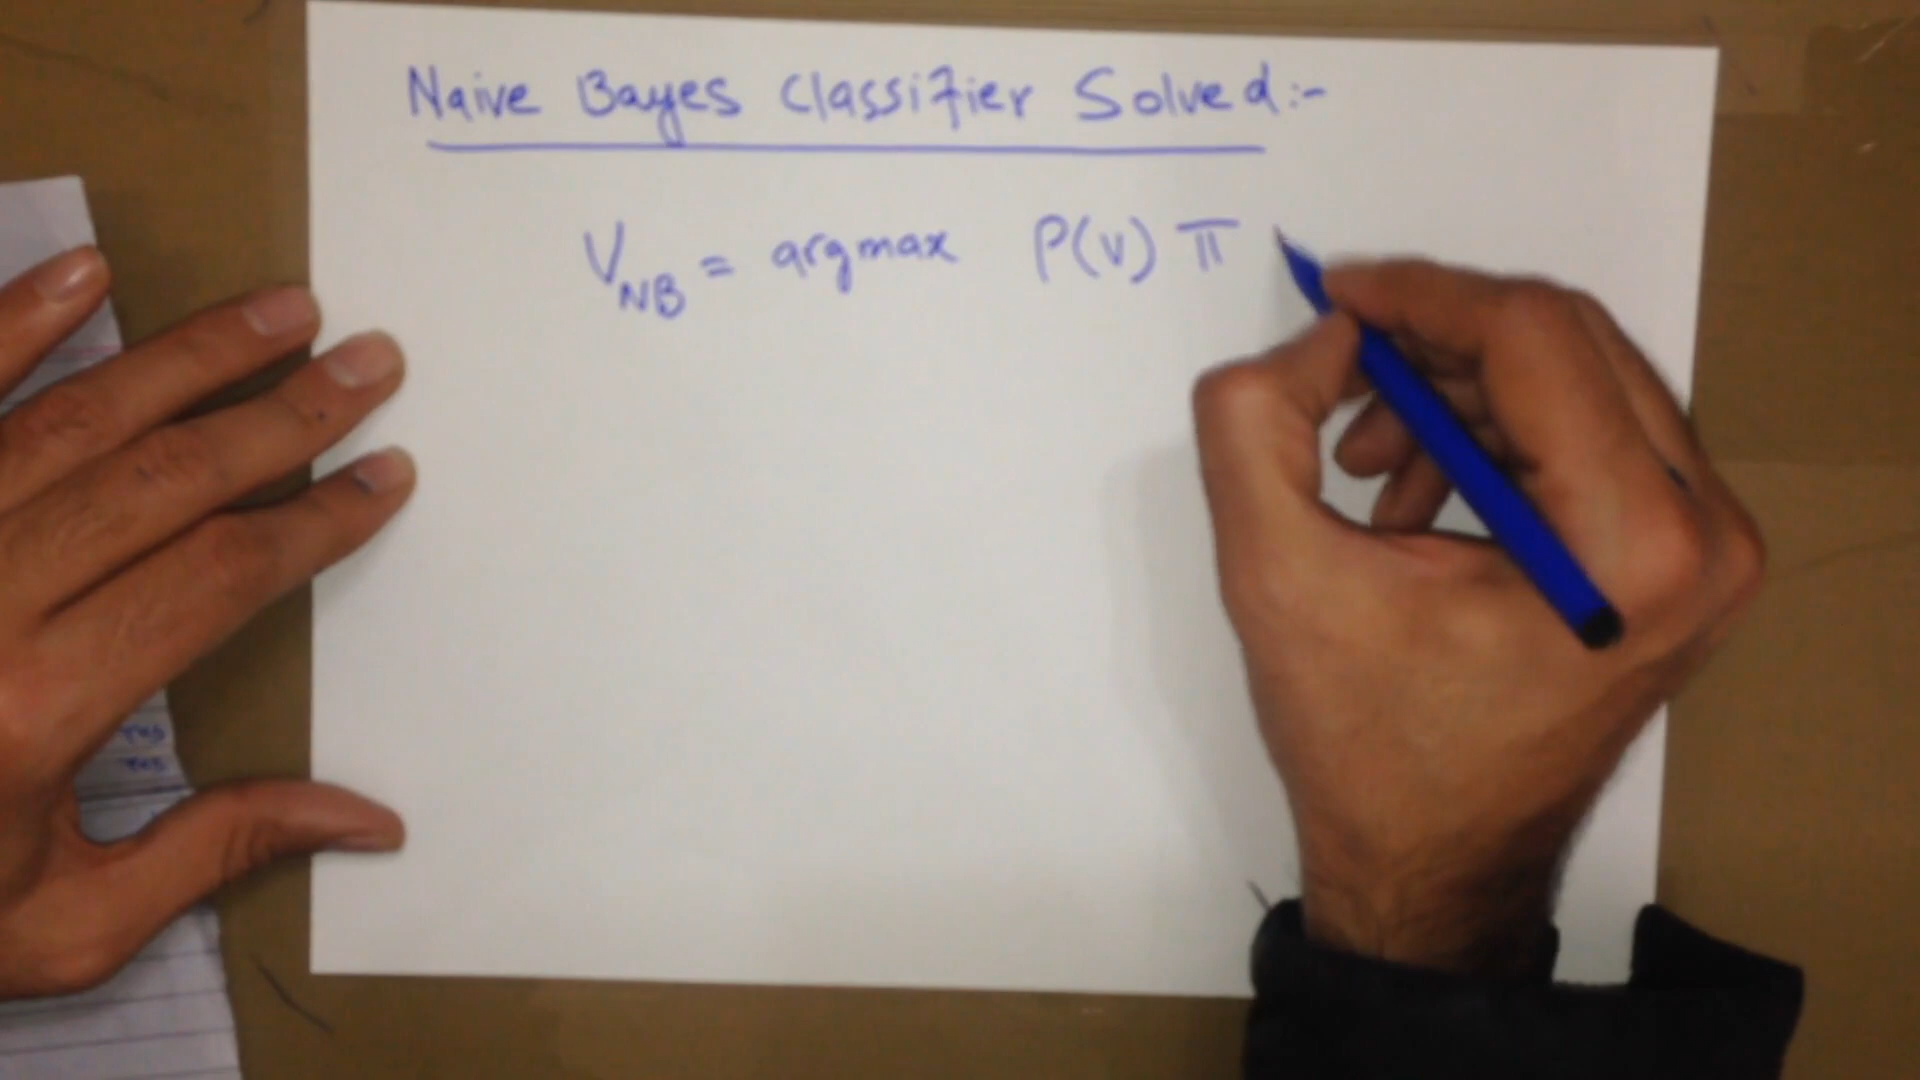 Naive Bayes Classifier Solved:-
V_NB = argmax P(v) π